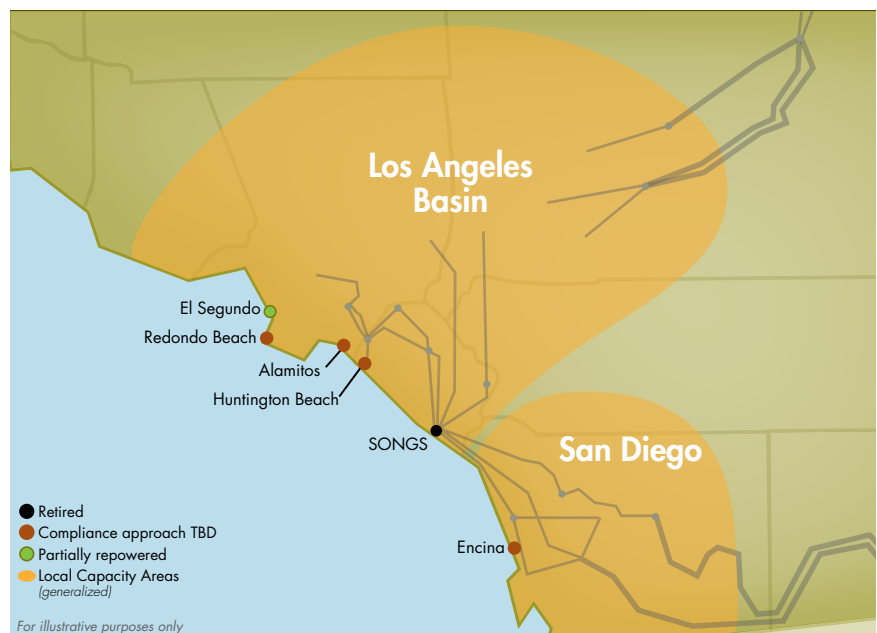 Los Angeles
Basin
El Segundo
Redondo Beach
Alamitos
Huntington Beach
SONGS
San Diego
Encina
Retired
Compliance approach TBD
Partially repowered
Local Capacity Areas
(generalized)
For illustrative purposes only